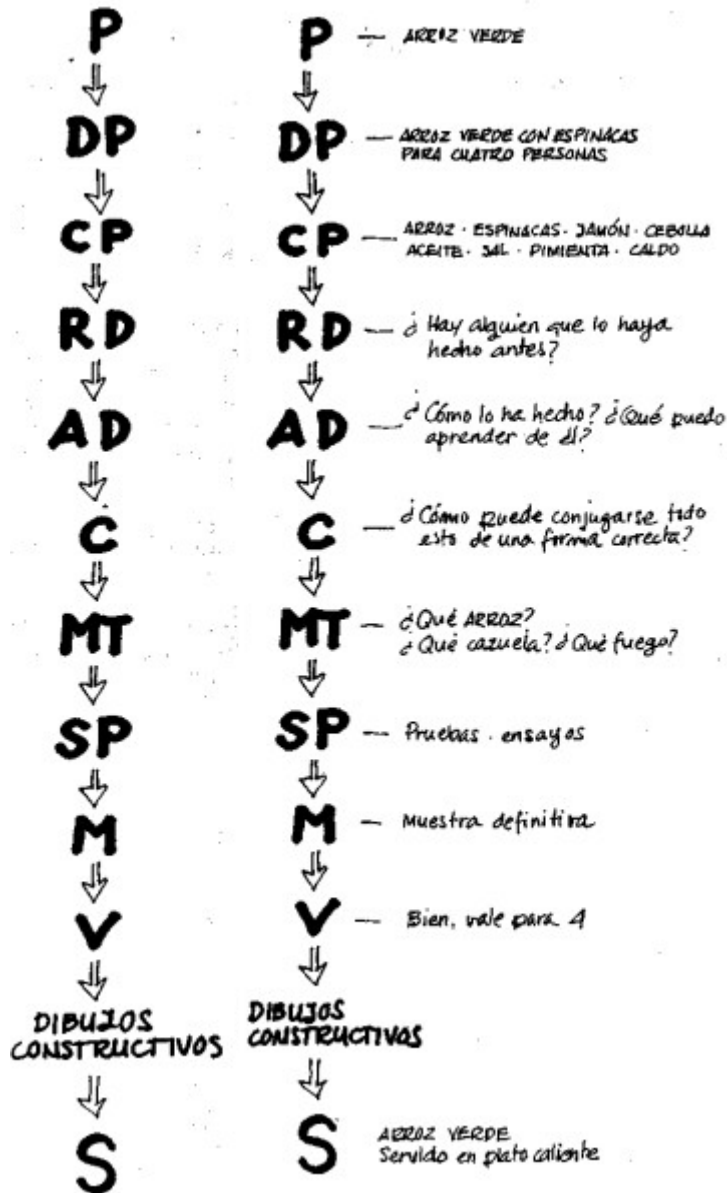 P
DP
CP
RD
AD
C
MT
SP
M
V
DIBUJOS
CONSTRUCTIVOS
S
P — ARROZ VERDE
DP — ARROZ VERDE CON ESPINACAS
PARA CUATRO PERSONAS
CP — ARROZ · ESPINACAS · JAMÓN · CEBOLLA
ACEITE · SAL · PIMIENTA · CALDO
RD — ¿Hay alguien que lo haya
hecho antes?
AD — ¿Cómo lo ha hecho? ¿Qué puedo
aprender de él?
C — ¿Cómo puede conjugarse todo
esto de una forma correcta?
MT — ¿Qué ARROZ?
¿Qué cazuela? ¿Qué fuego?
SP — Pruebas · ensayos
M — Muestra definitiva
V — Bien, vale para 4
DIBUJOS
CONSTRUCTIVOS
S ARROZ VERDE
Servido en plato caliente